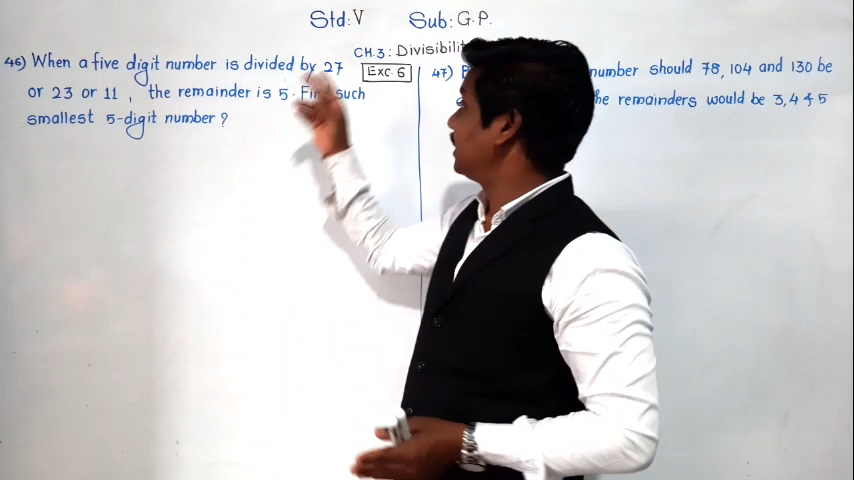 Std: V Sub: G.P.
CH.3: Divisibilit
Exc. 6
46) When a five digit number is divided by 27
or 23 or 11, the remainder is 5. Fin such
smallest 5-digit number?
47) number should 78, 104 and 130 be
he remainders would be 3, 4 & 5